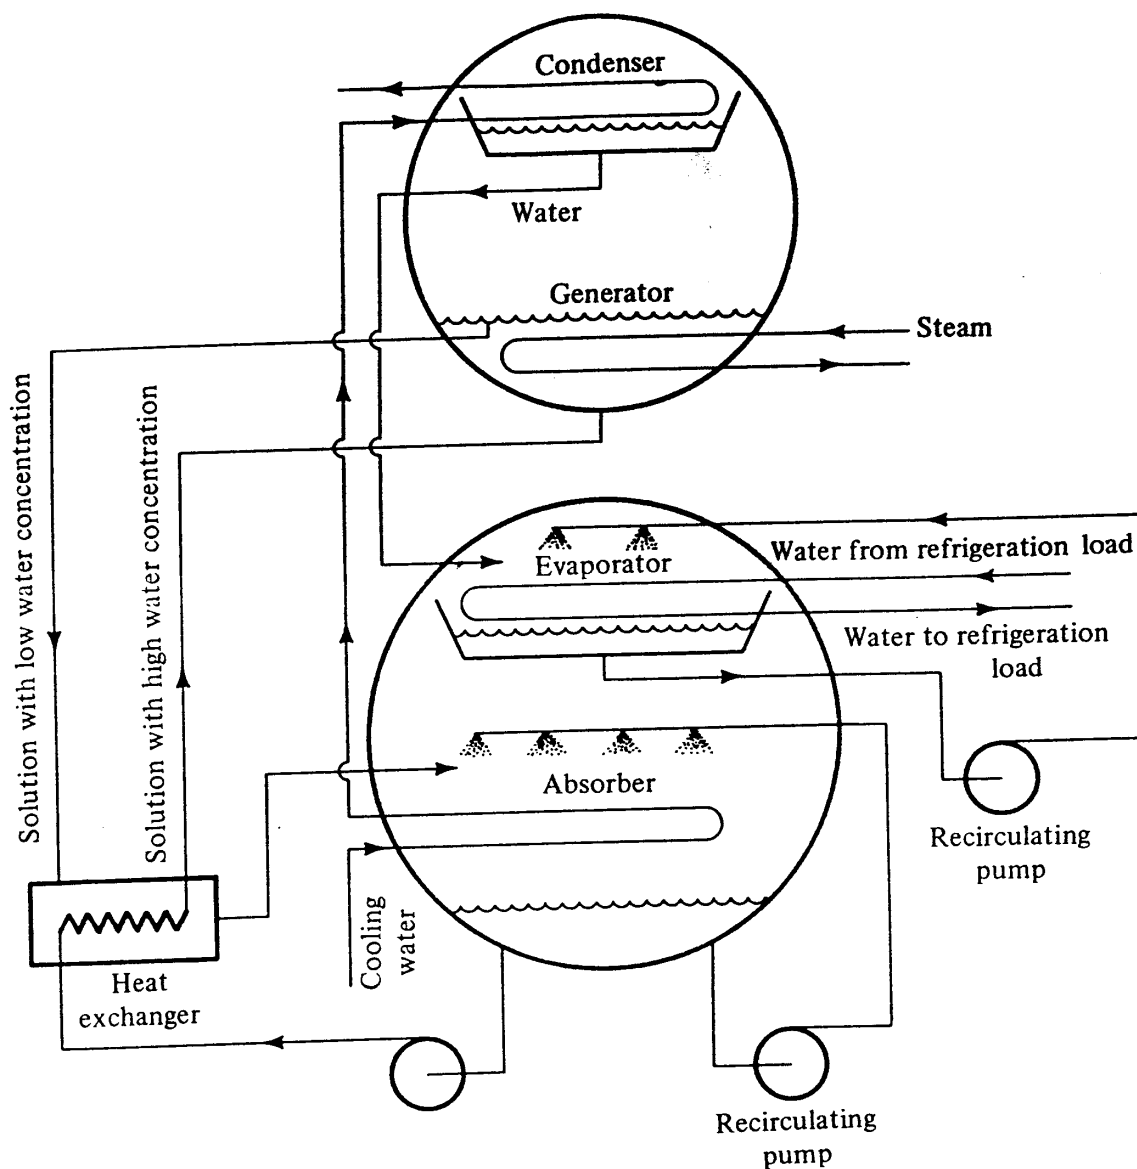 Condenser
Water
Generator
Steam
Solution with low water concentration
Solution with high water concentration
Water from refrigeration load
Evaporator
Water to refrigeration
load
Absorber
Recirculating
pump
Cooling
water
Heat
exchanger
Recirculating
pump